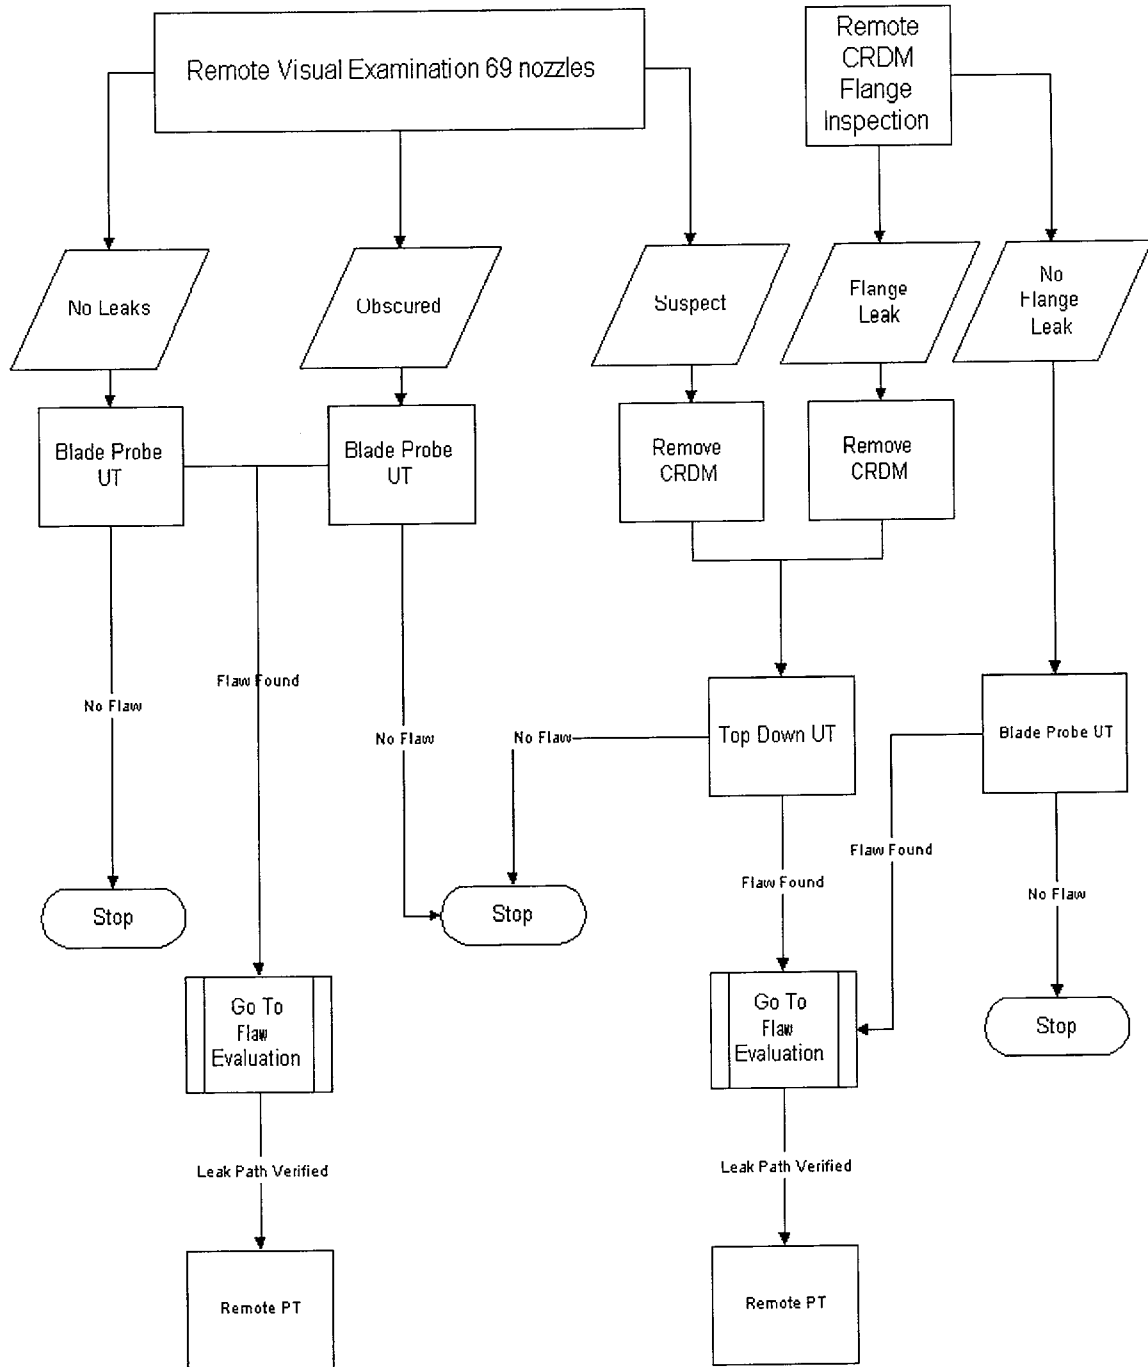 Remote Visual Examination 69 nozzles
Remote
CRDM
Flange
Inspection
No Leaks
Obscured
Suspect
Flange
Leak
No
Flange
Leak
Blade Probe
UT
Blade Probe
UT
Remove
CRDM
Remove
CRDM
No Flaw
Flaw Found
No Flaw
No Flaw
Top Down UT
Blade Probe UT
Flaw Found
Flaw Found
No Flaw
Stop
Stop
Stop
Go To
Flaw
Evaluation
Go To
Flaw
Evaluation
Leak Path Verified
Leak Path Verified
Remote PT
Remote PT